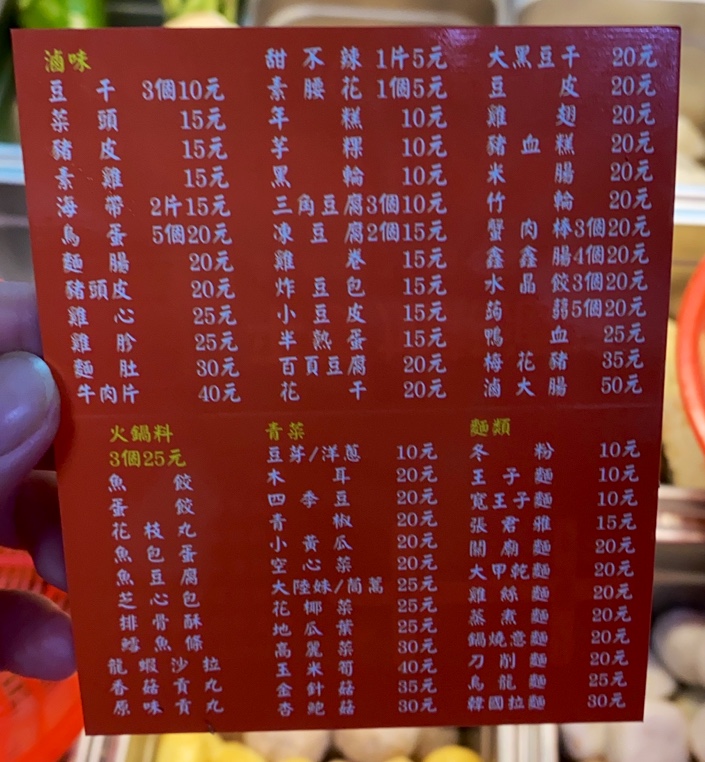 滷味
豆干 3個10元
菜頭 15元
豬皮 15元
素雞 15元
海帶 2片15元
鳥蛋 5個20元
麵腸 20元
豬頭皮 20元
雞心 25元
雞胗 25元
麵肚 30元
牛肉片 40元
甜不辣 1片5元
素腰花 1個5元
年糕 10元
芋粿 10元
黑輪 10元
三角豆腐3個10元
凍豆腐2個15元
雞卷 15元
炸豆包 15元
小豆皮 15元
半熟蛋 15元
百頁豆腐 20元
花干 20元
大黑豆干 20元
豆皮 20元
雞翅 20元
豬血糕 20元
米腸 20元
竹輪 20元
蟹肉棒3個20元
鑫鑫腸4個20元
水晶餃3個20元
蒟蒻5個20元
鴨血 25元
梅花豬 35元
滷大腸 50元
火鍋料
3個25元
魚餃
蛋餃
花枝丸
魚包蛋
魚豆腐
芝心包
排骨酥
鱈魚條
龍蝦沙拉
香菇貢丸
原味貢丸
青菜
豆芽/洋蔥 10元
木耳 20元
四季豆 20元
青椒 20元
小黃瓜 20元
空心菜 20元
大陸妹/茼蒿 25元
花椰菜 25元
地瓜葉 25元
高麗菜 30元
玉米筍 40元
金針菇 35元
杏鮑菇 30元
麵類
冬粉 10元
王子麵 10元
寬王子麵 10元
張君雅 15元
關廟麵 20元
大甲乾麵 20元
雞絲麵 20元
蒸煮麵 20元
鍋燒意麵 20元
刀削麵 20元
烏龍麵 25元
韓國拉麵 30元